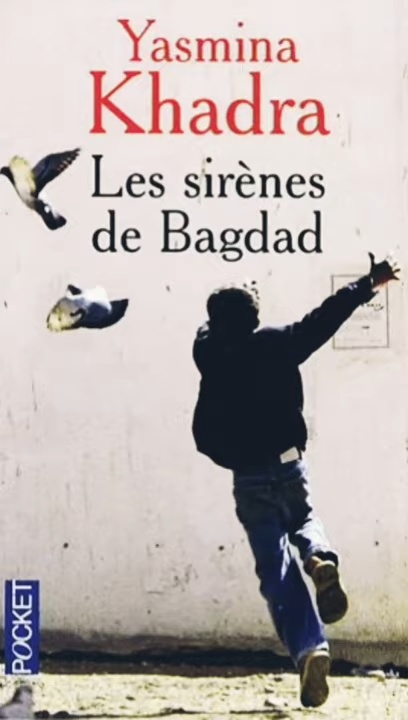 Yasmina
Khadra
Les sirènes
de Bagdad
POCKET